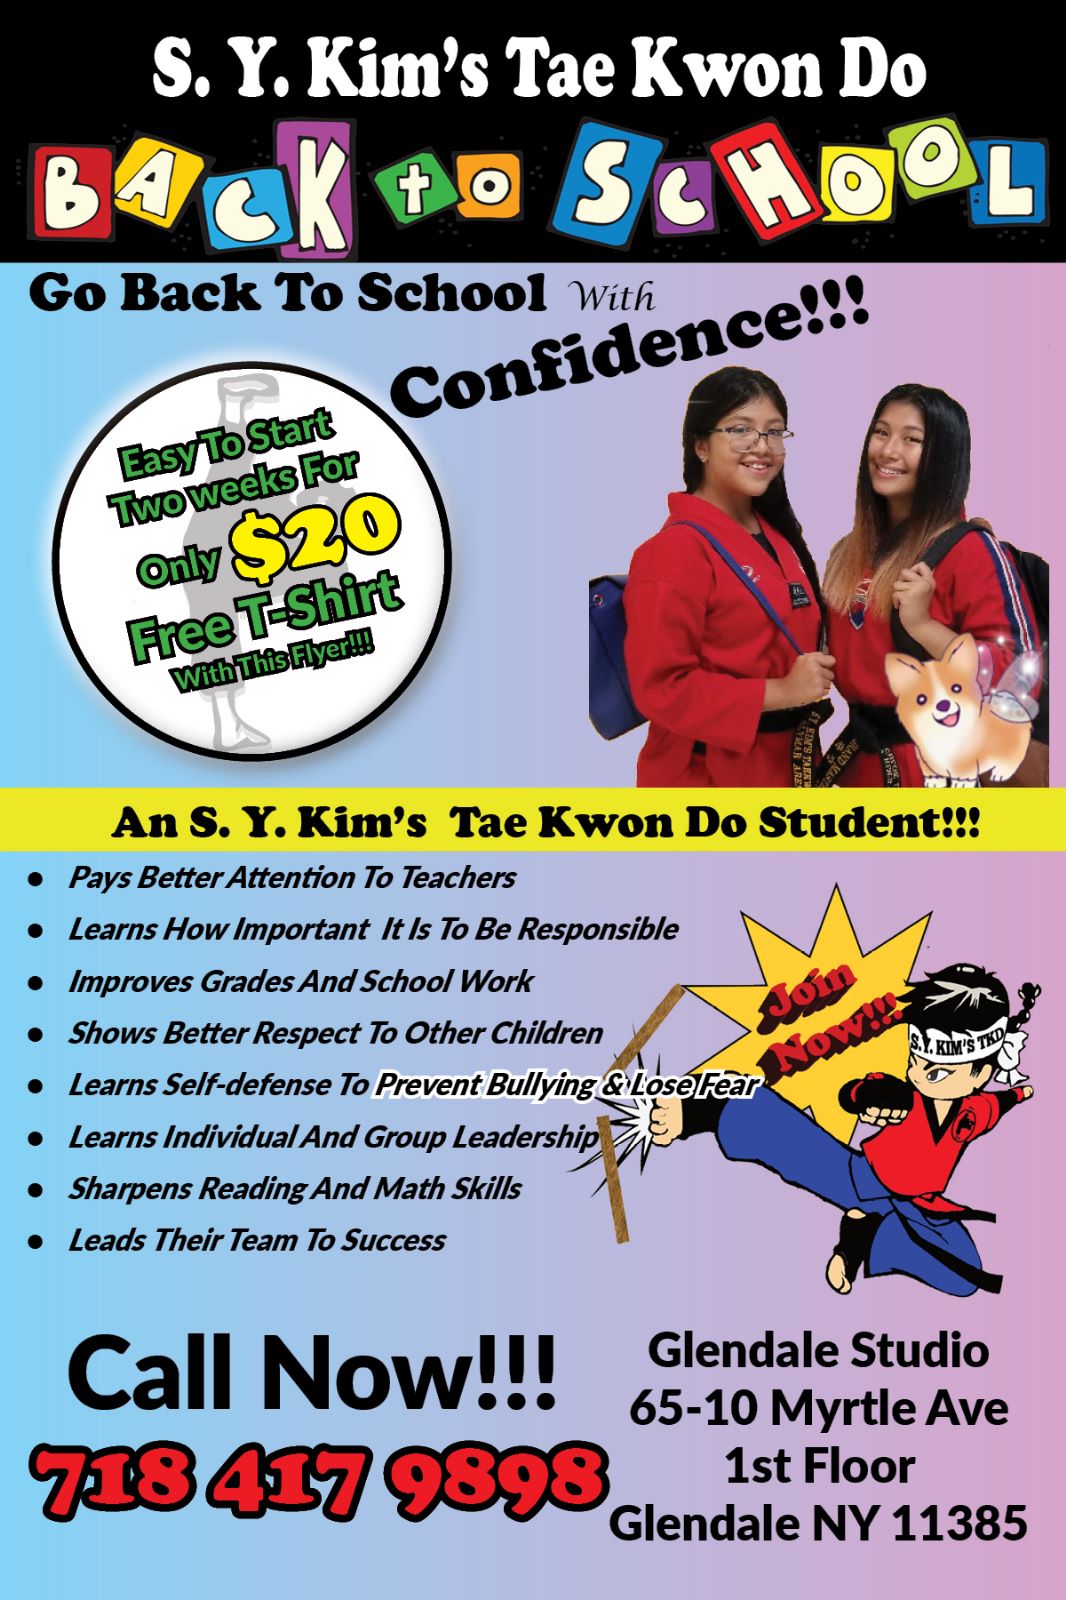 S. Y. Kim's Tae Kwon Do
BACK to SCHOOL
Go Back To School With
Confidence!!!
Easy To Start
Two weeks For
Only $20
Free T-Shirt
With This Flyer!!!
An S. Y. Kim's Tae Kwon Do Student!!!
● Pays Better Attention To Teachers
● Learns How Important It Is To Be Responsible
● Improves Grades And School Work
● Shows Better Respect To Other Children
● Learns Self-defense To Prevent Bullying & Lose Fear
● Learns Individual And Group Leadership
● Sharpens Reading And Math Skills
● Leads Their Team To Success
Join
Now!!!
S.Y. KIM'S TKD
Call Now!!!
718 417 9898
Glendale Studio
65-10 Myrtle Ave
1st Floor
Glendale NY 11385